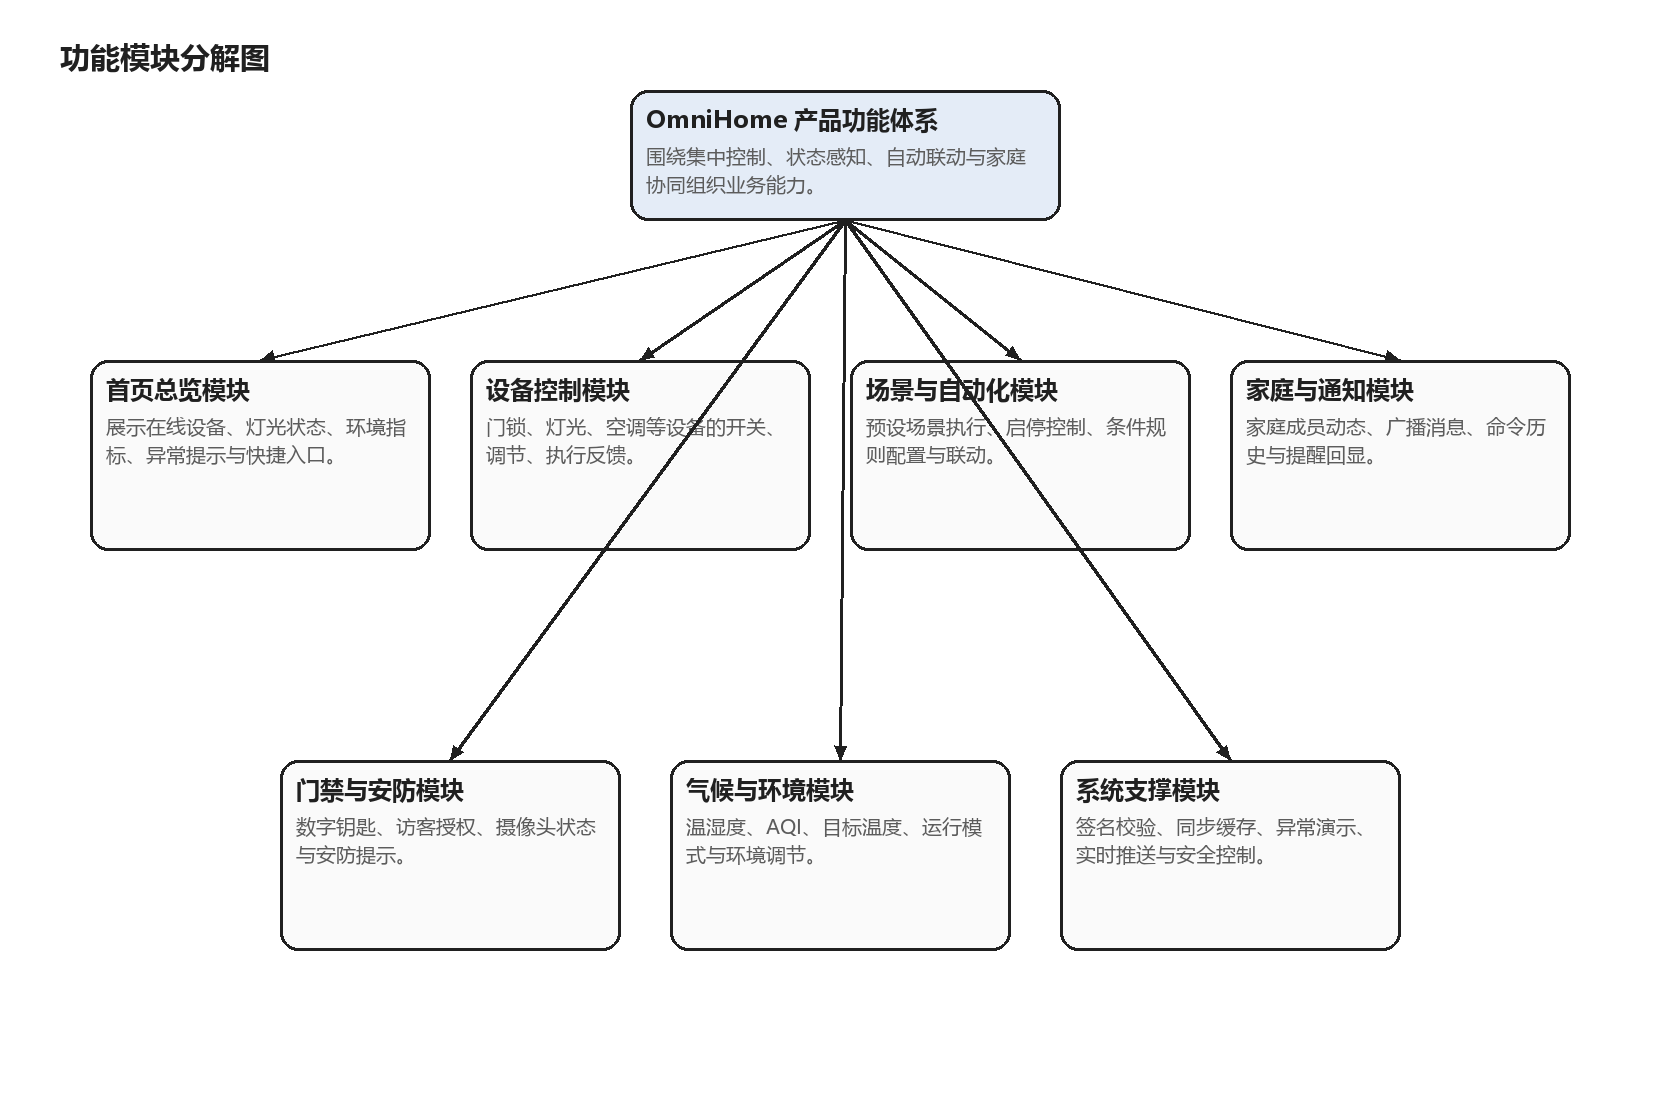 功能模块分解图
OmniHome 产品功能体系
围绕集中控制、状态感知、自动联动与家庭
协同组织业务能力。
首页总览模块
展示在线设备、灯光状态、环境指
标、异常提示与快捷入口。
设备控制模块
门锁、灯光、空调等设备的开关、
调节、执行反馈。
场景与自动化模块
预设场景执行、启停控制、条件规
则配置与联动。
家庭与通知模块
家庭成员动态、广播消息、命令历
史与提醒回显。
门禁与安防模块
数字钥匙、访客授权、摄像头状态
与安防提示。
气候与环境模块
温湿度、AQI、目标温度、运行模
式与环境调节。
系统支撑模块
签名校验、同步缓存、异常演示、
实时推送与安全控制。